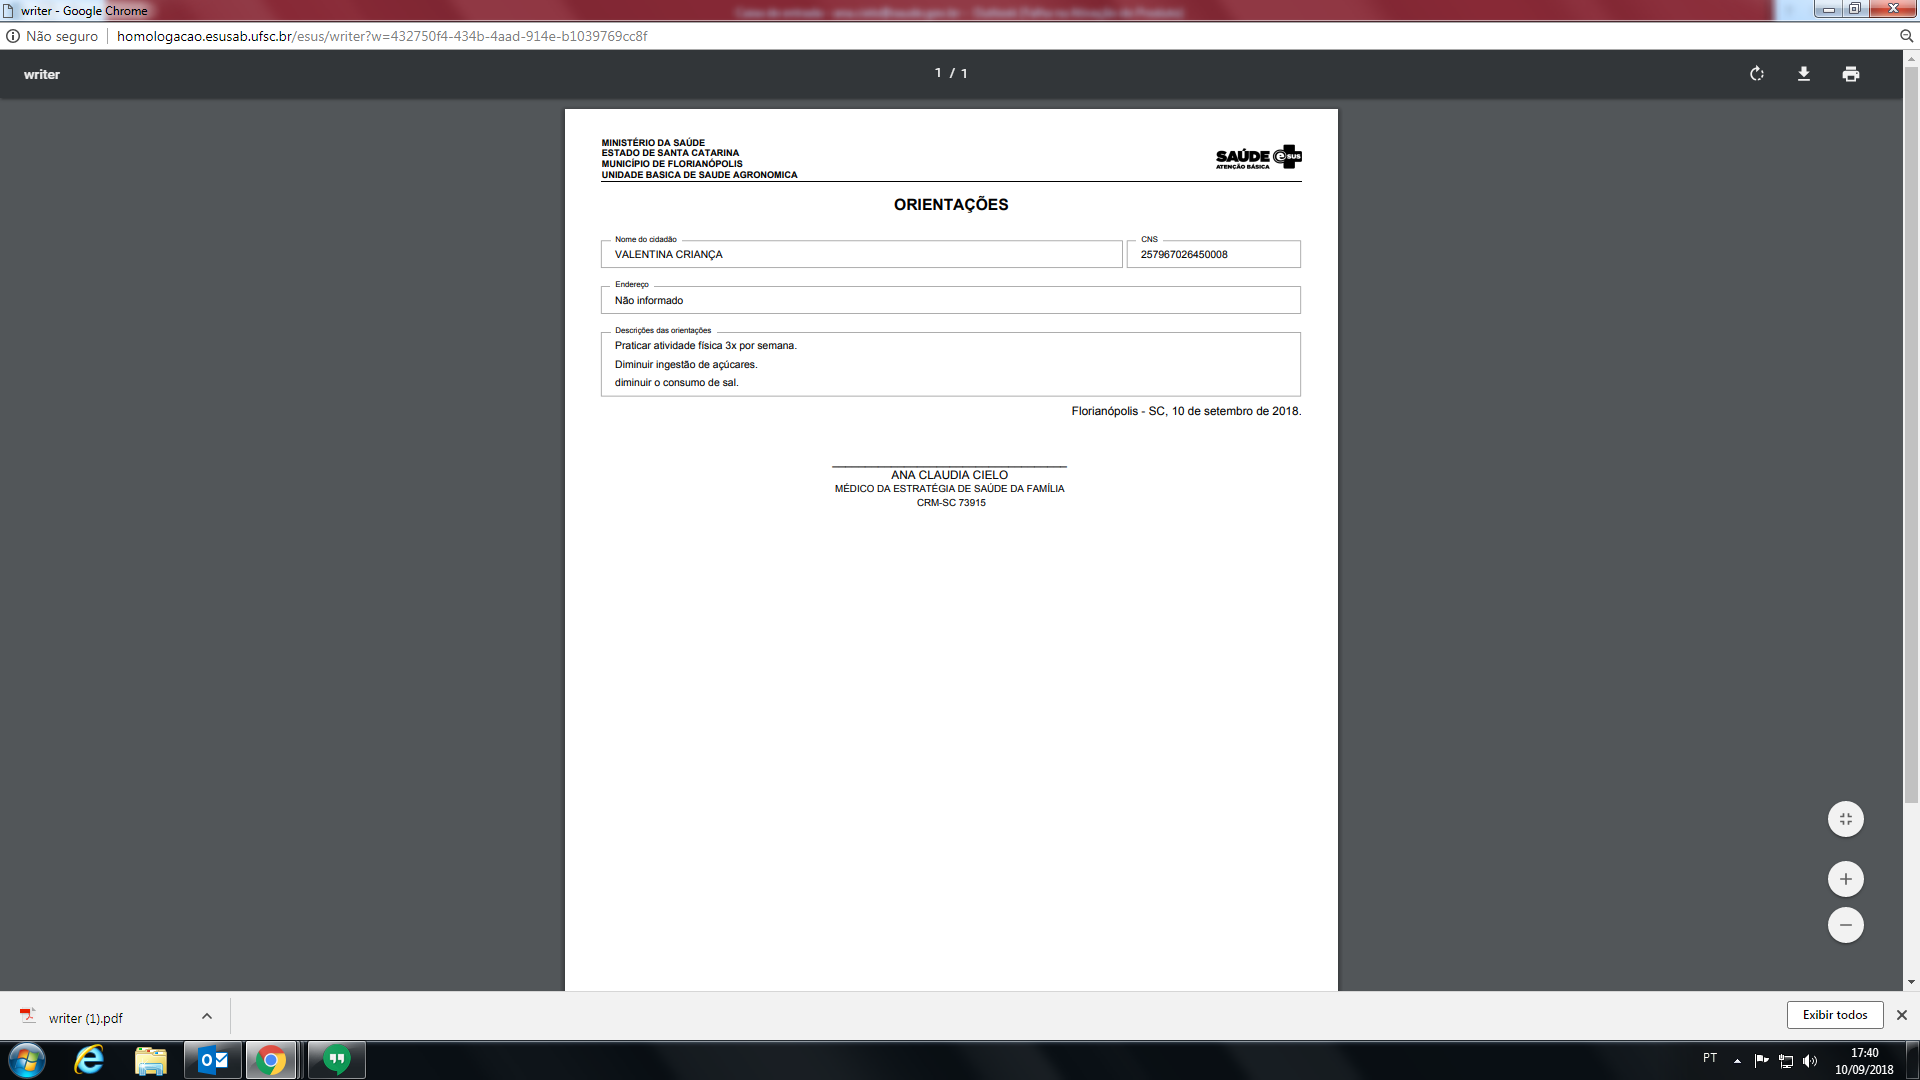 writer - Google Chrome
Não seguro homologacao.esusab.ufsc.br/esus/writer?w=432750f4-434b-4aad-914e-b1039769cc8f
writer
1 / 1
MINISTÉRIO DA SAÚDE
ESTADO DE SANTA CATARINA
MUNICÍPIO DE FLORIANÓPOLIS
UNIDADE BASICA DE SAUDE AGRONOMICA
SAÚDE e-SUS
ATENÇÃO BÁSICA
ORIENTAÇÕES
Nome do cidadão
VALENTINA CRIANÇA
CNS
257967026450008
Endereço
Não informado
Descrições das orientações
Praticar atividade física 3x por semana.
Diminuir ingestão de açúcares.
diminuir o consumo de sal.
Florianópolis - SC, 10 de setembro de 2018.
ANA CLAUDIA CIELO
MÉDICO DA ESTRATÉGIA DE SAÚDE DA FAMÍLIA
CRM-SC 73915
writer (1).pdf
Exibir todos
PT
17:40
10/09/2018